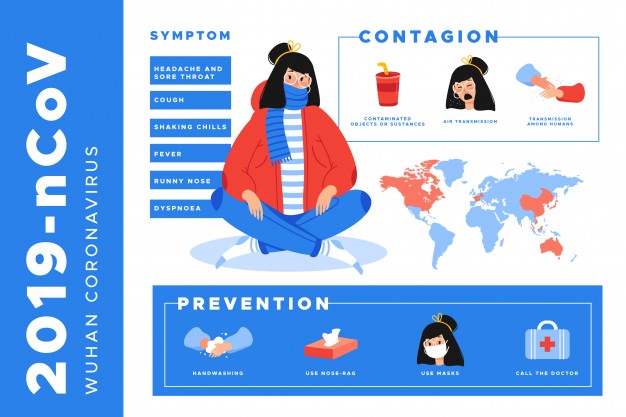 2019-nCoV
WUHAN CORONAVIRUS
SYMPTOM
HEADACHE AND
SORE THROAT
COUGH
SHAKING CHILLS
FEVER
RUNNY NOSE
DYSPNOEA
CONTAGION
CONTAMINATED
OBJECTS OR SUSTANCES
AIR TRANSMISSION
TRANSMISSION
AMONG HUMANS
PREVENTION
HANDWASHING
USE NOSE-RAG
USE MASKS
CALL THE DOCTOR